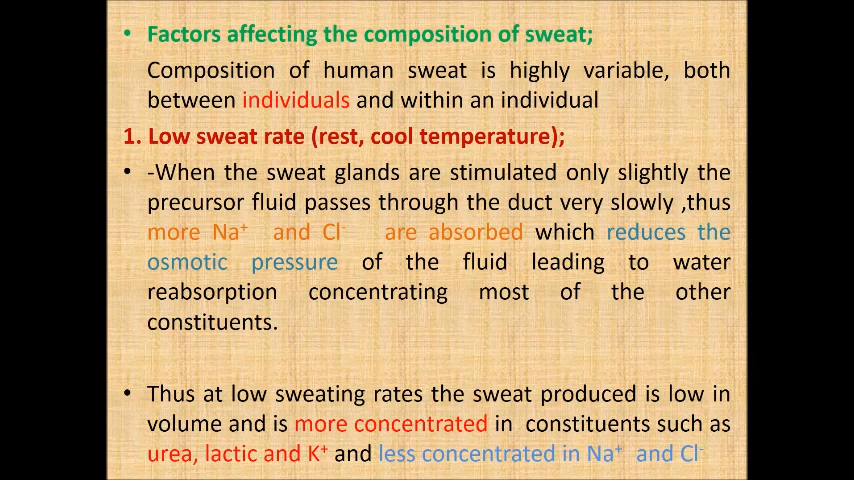 • Factors affecting the composition of sweat;
Composition of human sweat is highly variable, both
between individuals and within an individual
1. Low sweat rate (rest, cool temperature);
• -When the sweat glands are stimulated only slightly the
precursor fluid passes through the duct very slowly ,thus
more Na⁺ and Cl⁻ are absorbed which reduces the
osmotic pressure of the fluid leading to water
reabsorption concentrating most of the other
constituents.
• Thus at low sweating rates the sweat produced is low in
volume and is more concentrated in constituents such as
urea, lactic and K⁺ and less concentrated in Na⁺ and Cl⁻